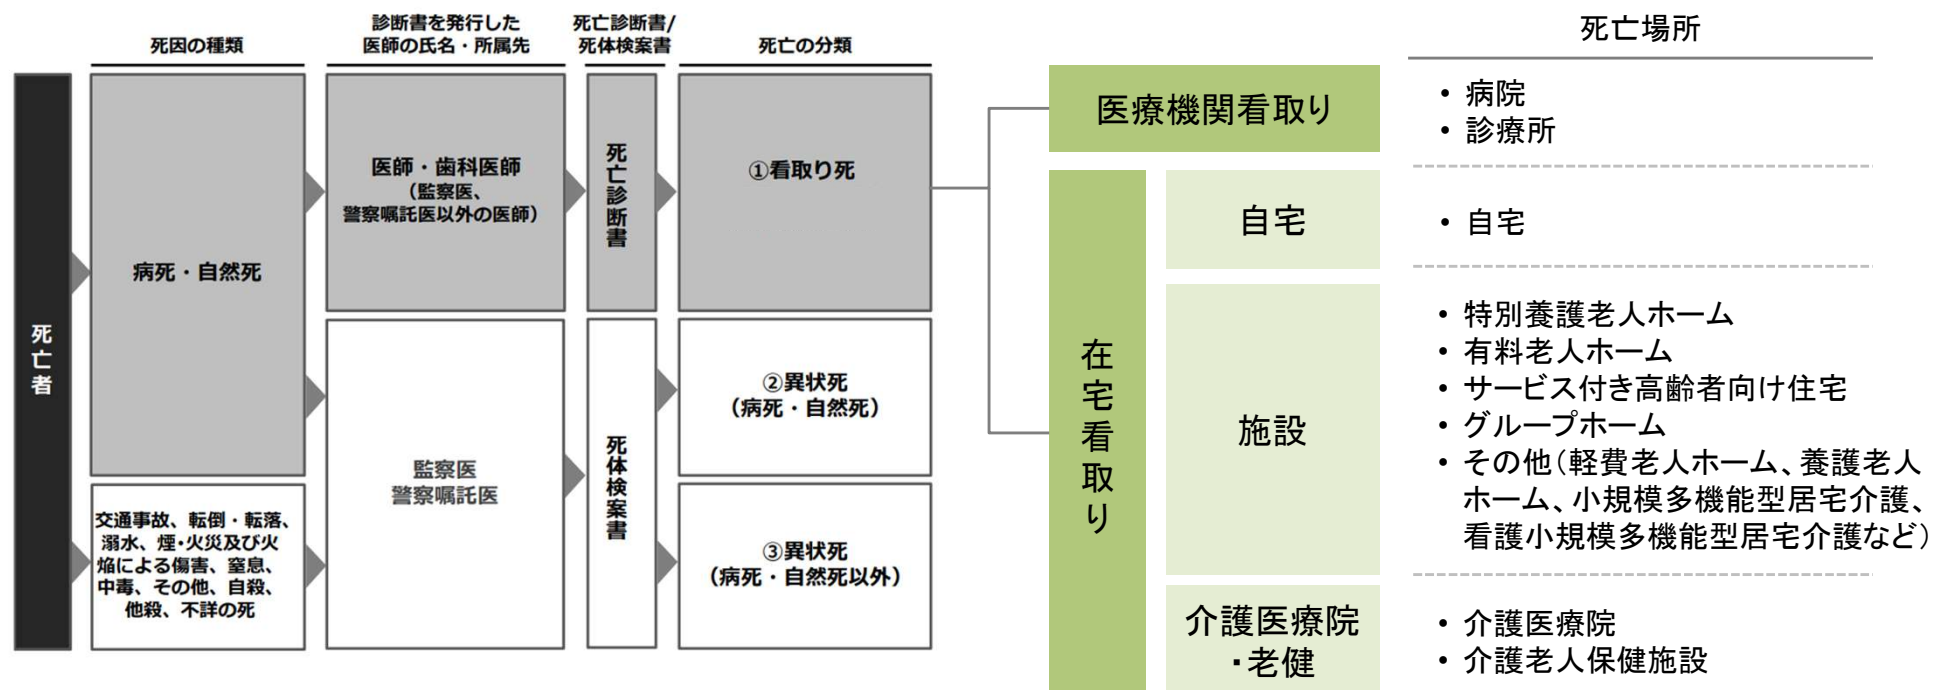 死因の種類
診断書を発行した
医師の氏名・所属先
死亡診断書/
死体検案書
死亡の分類
死亡場所
死亡者
病死・自然死
交通事故、転倒・転落、
溺水、煙・火災及び火
焔による傷害、窒息、
中毒、その他、自殺、
他殺、不詳の死
医師・歯科医師
（監察医、
警察嘱託医以外の医師）
監察医
警察嘱託医
死亡診断書
死体検案書
①看取り死
②異状死
（病死・自然死）
③異状死
（病死・自然死以外）
医療機関看取り
在宅看取り
自宅
施設
介護医療院
・老健
• 病院
• 診療所
• 自宅
• 特別養護老人ホーム
• 有料老人ホーム
• サービス付き高齢者向け住宅
• グループホーム
• その他（軽費老人ホーム、養護老人
ホーム、小規模多機能型居宅介護、
看護小規模多機能型居宅介護など）
• 介護医療院
• 介護老人保健施設